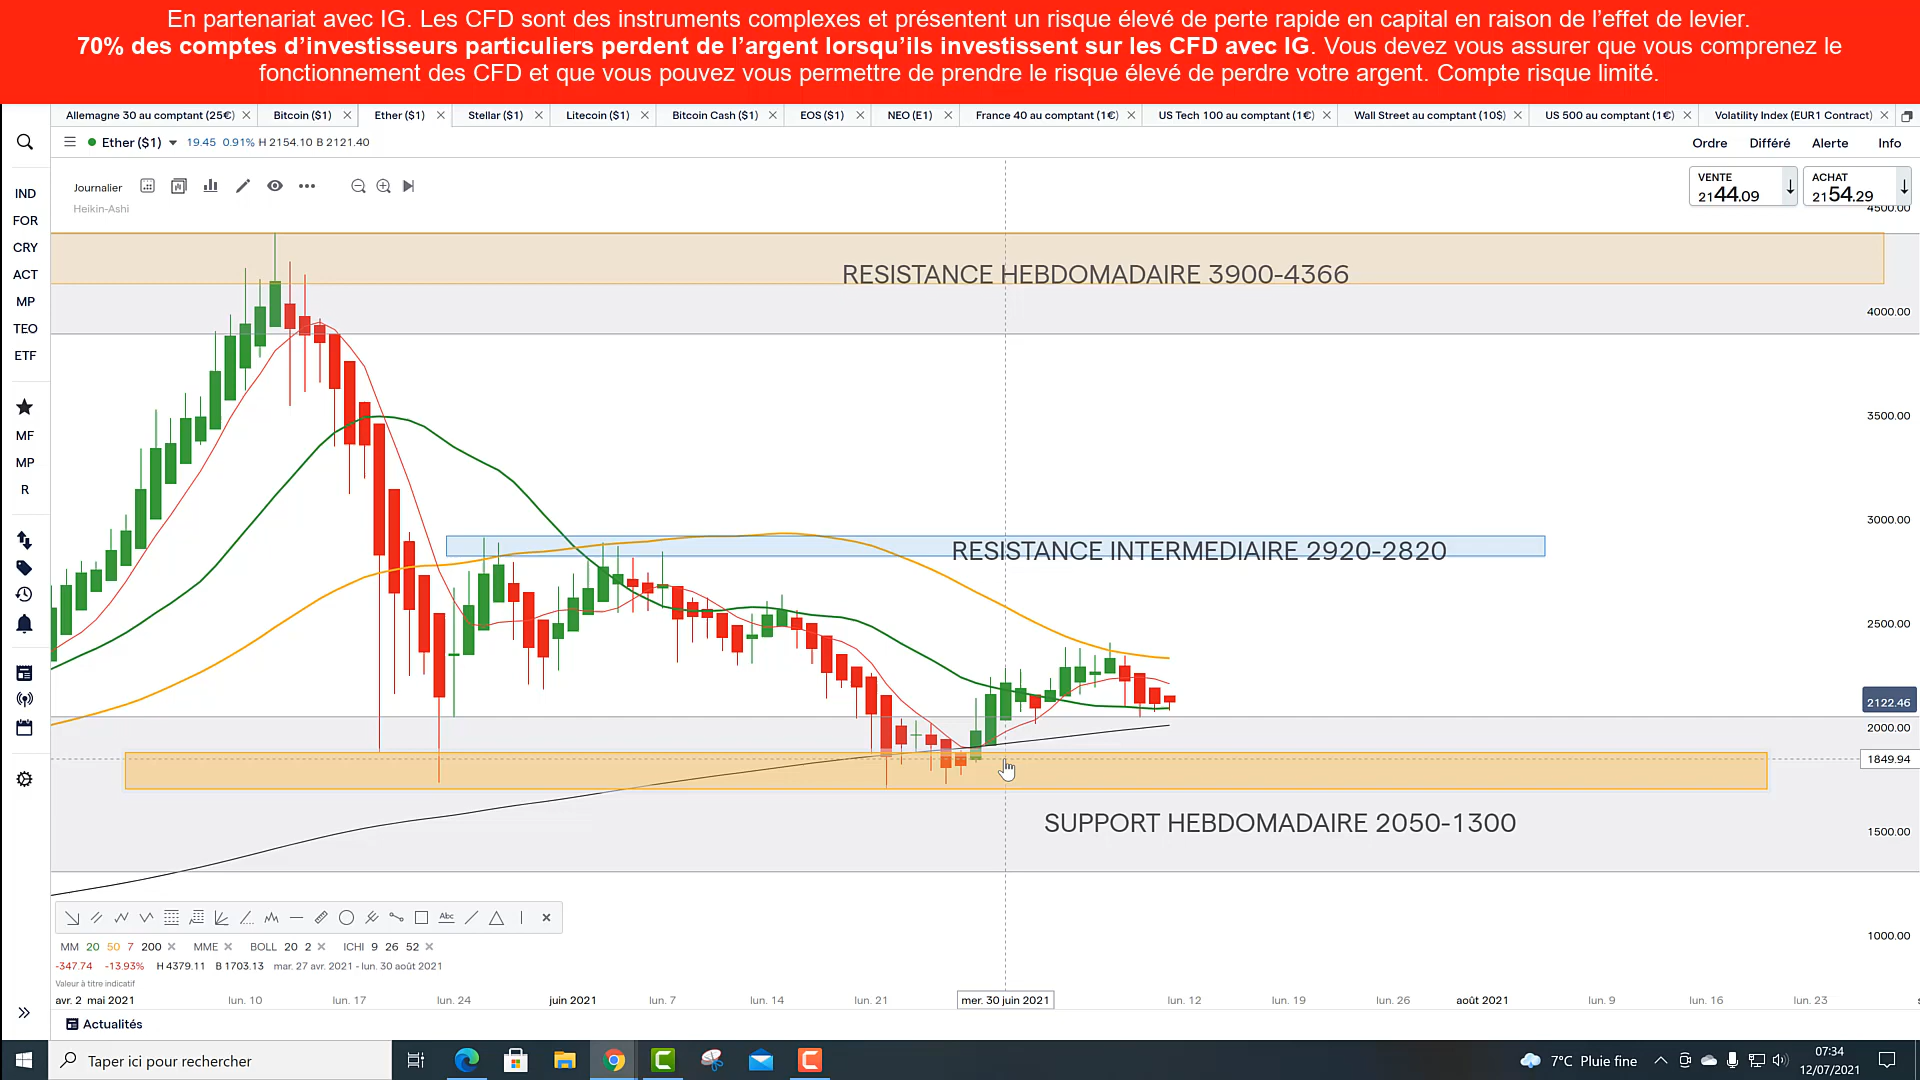 En partenariat avec IG. Les CFD sont des instruments complexes et présentent un risque élevé de perte rapide en capital en raison de l'effet de levier.
70% des comptes d'investisseurs particuliers perdent de l'argent lorsqu'ils investissent sur les CFD avec IG. Vous devez vous assurer que vous comprenez le
fonctionnement des CFD et que vous pouvez vous permettre de prendre le risque élevé de perdre votre argent. Compte risque limité.
Allemagne 30 au comptant (25€) Bitcoin ($1) Ether ($1) Stellar ($1) Litecoin ($1) Bitcoin Cash ($1) EOS ($1) NEO (E1) France 40 au comptant (1€) US Tech 100 au comptant (1€) Wall Street au comptant (10$) US 500 au comptant (1€) Volatility Index (EUR1 Contract)
Ether ($1) 19.45 0.91% H 2154.10 B 2121.40 Ordre Différé Alerte Info
Journalier
Heikin-Ashi
VENTE
2144.09
ACHAT
2154.29
IND
FOR
CRY
ACT
MP
TEO
ETF
MF
MP
R
RESISTANCE HEBDOMADAIRE 3900-4366
RESISTANCE INTERMEDIAIRE 2920-2820
SUPPORT HEBDOMADAIRE 2050-1300
4500.00
4000.00
3500.00
3000.00
2500.00
2122.46
2000.00
1849.94
1500.00
1000.00
Abc
MM 20 50 7 200 MME BOLL 20 2 ICHI 9 26 52
-347.74 -13.93% H 4379.11 B 1703.13 mar. 27 avr. 2021 - lun. 30 août 2021
Valeur à titre indicatif
avr. 2 mai 2021 lun. 10 lun. 17 lun. 24 juin 2021 lun. 7 lun. 14 lun. 21 mer. 30 juin 2021 lun. 12 lun. 19 lun. 26 août 2021 lun. 9 lun. 16 lun. 23
Actualités
Taper ici pour rechercher
7°C Pluie fine
07:34
12/07/2021